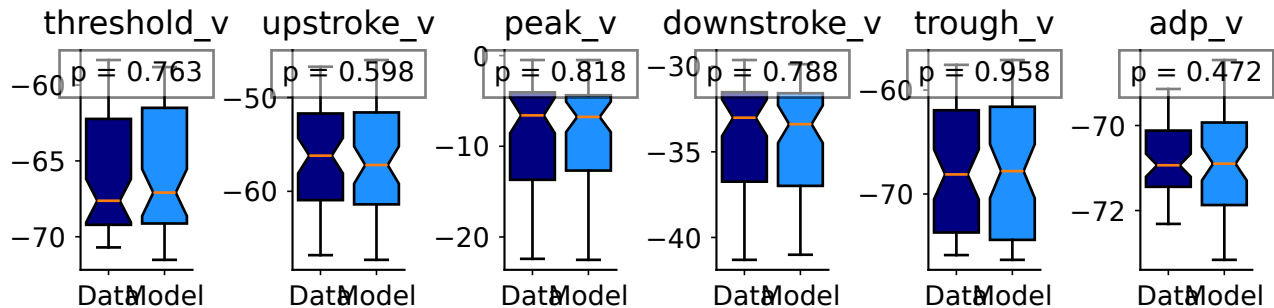 threshold_v
p = 0.763
−60
−65
−70
Data
Model
upstroke_v
p = 0.598
−50
−60
Data
Model
peak_v
0
p = 0.818
−10
−20
Data
Model
downstroke_v
−30
p = 0.788
−35
−40
Data
Model
trough_v
p = 0.958
−60
−70
Data
Model
adp_v
p = 0.472
−70
−72
Data
Model